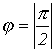 φ = |π/2